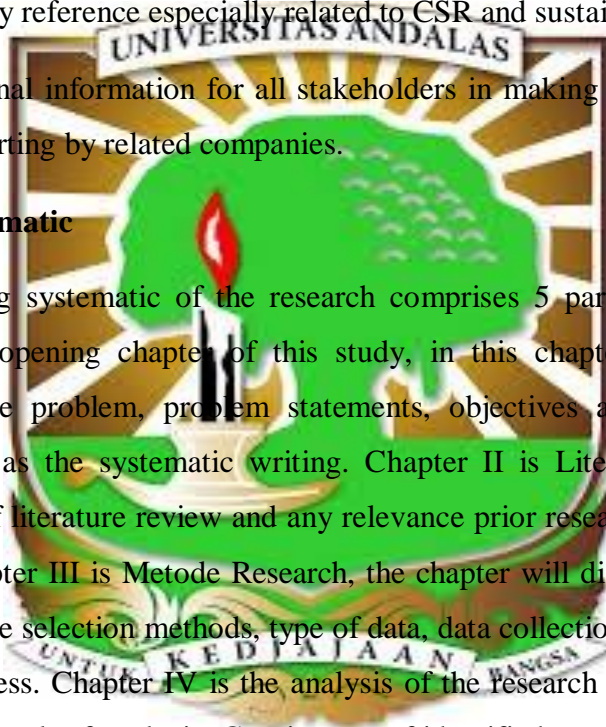 y reference especially related to CSR and sustai
UNIVERSITAS ANDALAS
nal information for all stakeholders in making
rting by related companies.
matic
g systematic of the research comprises 5 par
opening chapter of this study, in this chapt
e problem, problem statements, objectives a
as the systematic writing. Chapter II is Lite
f literature review and any relevance prior resea
pter III is Metode Research, the chapter will di
e selection methods, type of data, data collection
UNTUK KEDJAJAAN BANGSA
ess. Chapter IV is the analysis of the research